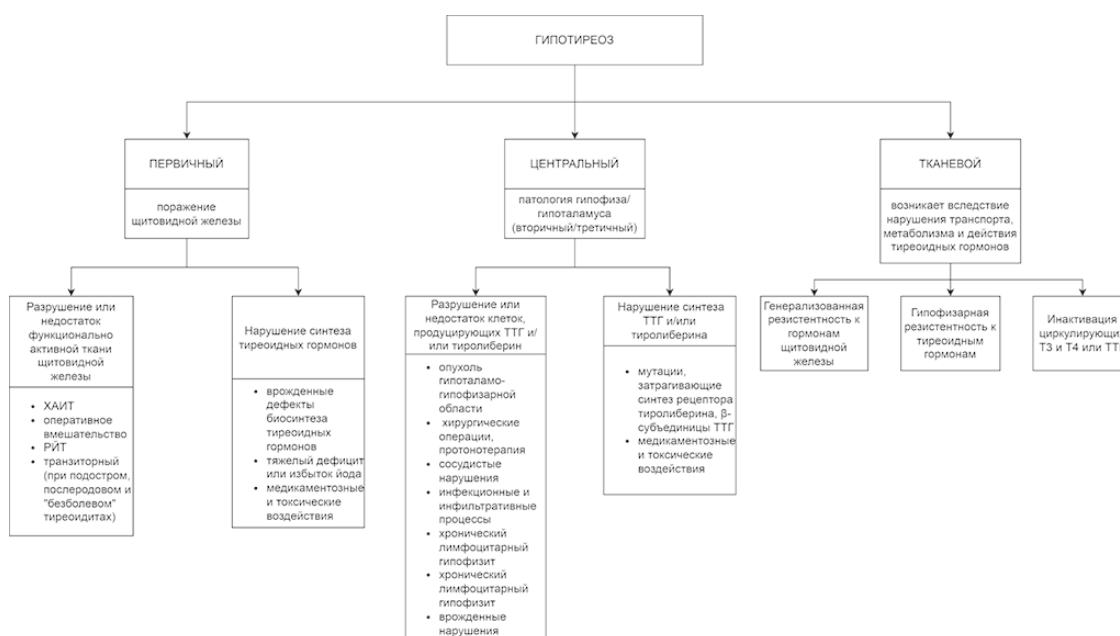 ГИПОТИРЕОЗ
ПЕРВИЧНЫЙ
поражение
щитовидной железы
ЦЕНТРАЛЬНЫЙ
патология гипофиза/
гипоталамуса
(вторичный/третичный)
ТКАНЕВОЙ
возникает вследствие
нарушения транспорта,
метаболизма и действия
тиреоидных гормонов
Разрушение или
недостаток
функционально
активной ткани
щитовидной
железы
• ХАИТ
• оперативное
вмешательство
• РЙТ
• транзиторный
(при подостром,
послеродовом и
"безболевом"
тиреоидитах)
Нарушение синтеза
тиреоидных гормонов
• врожденные
дефекты
биосинтеза
тиреоидных
гормонов
• тяжелый дефицит
или избыток йода
• медикаментозные
и токсические
воздействия
Разрушение или
недостаток клеток,
продуцирующих ТТГ и/
или тиролиберин
• опухоль
гипоталамо-
гипофизарной
области
• хирургические
операции,
протонотерапия
• сосудистые
нарушения
• инфекционные и
инфильтративные
процессы
• хронический
лимфоцитарный
гипофизит
• хронический
лимфоцитарный
гипофизит
• врожденные
нарушения
Нарушение синтеза
ТТГ и/или
тиролиберина
• мутации,
затрагивающие
синтез рецептора
тиролиберина, β-
субъединицы ТТГ
• медикаментозные
и токсические
воздействия
Генерализованная
резистентность к
гормонам
щитовидной железы
Гипофизарная
резистентность к
тиреоидным
гормонам
Инактивация
циркулирующи
Т3 и Т4 или ТТ